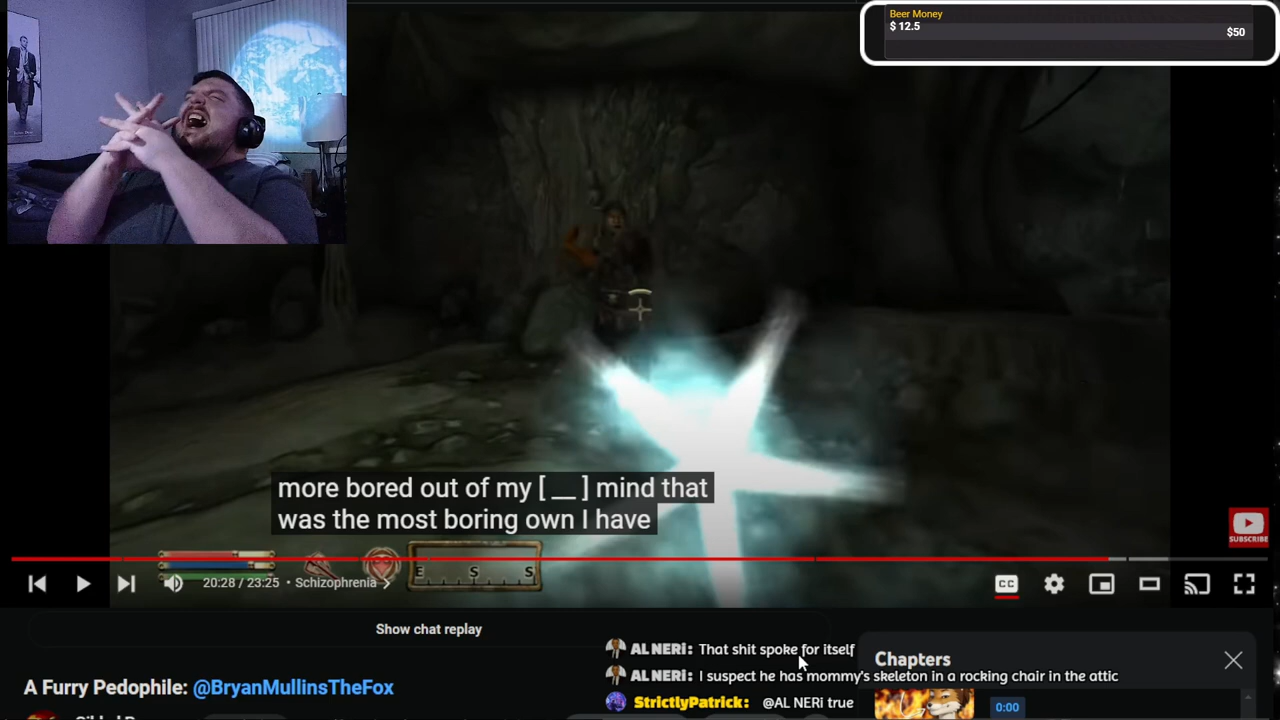 Beer Money
$ 12.5
$50
more bored out of my [ __ ] mind that
was the most boring own I have
E S S
SUBSCRIBE
20:28 / 23:25 • Schizophrenia >
CC
Show chat replay
AL NERi: That shit spoke for itself
Chapters
AL NERi: I suspect he has mommy's skeleton in a rocking chair in the attic
A Furry Pedophile: @BryanMullinsTheFox
StrictlyPatrick: @AL NERi true
0:00